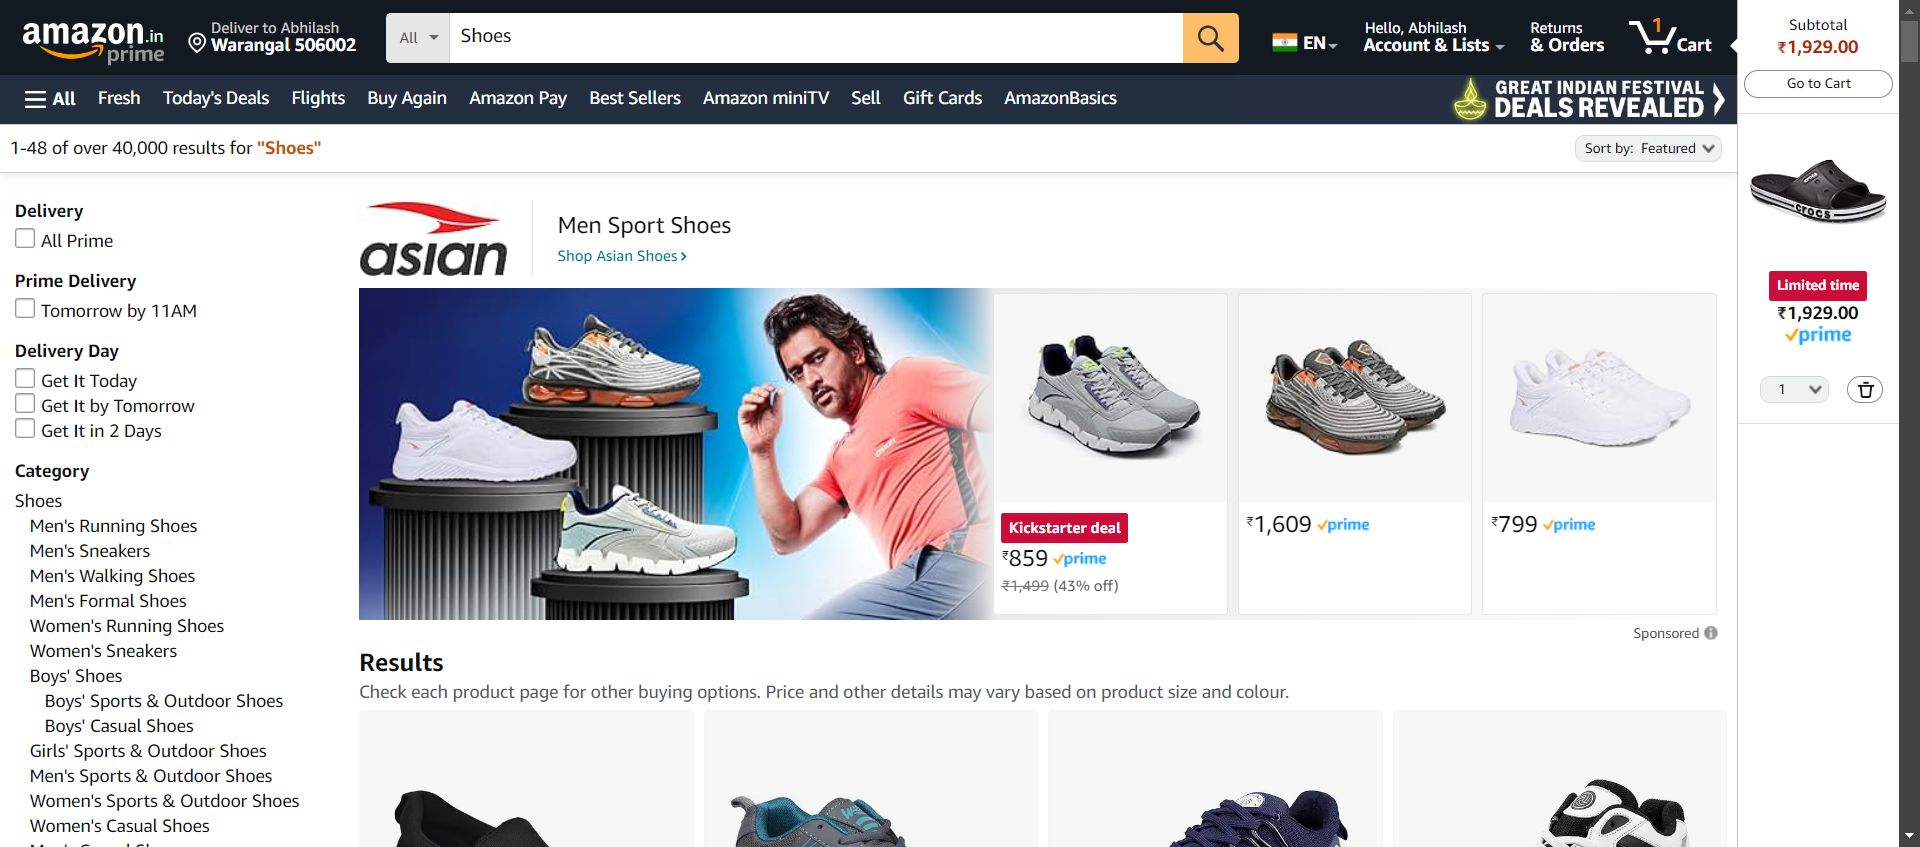 amazon.in
prime
Deliver to Abhilash
Warangal 506002
All
Shoes
EN
Hello, Abhilash
Account & Lists
Returns
& Orders
1
Cart
Subtotal
₹1,929.00
Go to Cart
All
Fresh
Today's Deals
Flights
Buy Again
Amazon Pay
Best Sellers
Amazon miniTV
Sell
Gift Cards
AmazonBasics
GREAT INDIAN FESTIVAL
DEALS REVEALED
1-48 of over 40,000 results for "Shoes"
Sort by: Featured
Delivery
All Prime
Prime Delivery
Tomorrow by 11AM
Delivery Day
Get It Today
Get It by Tomorrow
Get It in 2 Days
Category
Shoes
Men's Running Shoes
Men's Sneakers
Men's Walking Shoes
Men's Formal Shoes
Women's Running Shoes
Women's Sneakers
Boys' Shoes
Boys' Sports & Outdoor Shoes
Boys' Casual Shoes
Girls' Sports & Outdoor Shoes
Men's Sports & Outdoor Shoes
Women's Sports & Outdoor Shoes
Women's Casual Shoes
asian
Men Sport Shoes
Shop Asian Shoes
Kickstarter deal
₹859 prime
₹1,499 (43% off)
₹1,609 prime
₹799 prime
Sponsored
Results
Check each product page for other buying options. Price and other details may vary based on product size and colour.
crocs
Limited time
₹1,929.00
prime
1